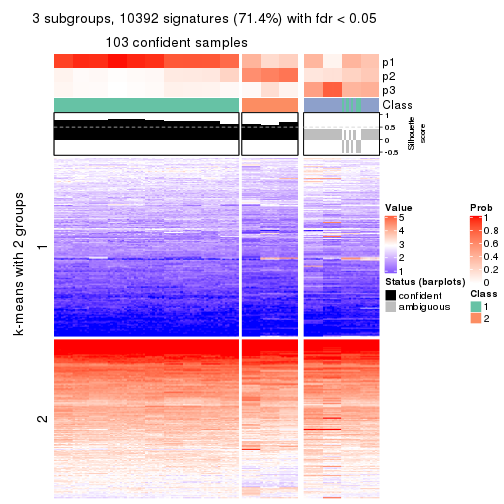 3 subgroups, 10392 signatures (71.4%) with fdr < 0.05
103 confident samples
p1
p2
p3
Class
1
0.5
0
-0.5
Silhouette
score
k-means with 2 groups
1
2
Value
5
4
3
2
1
Status (barplots)
confident
ambiguous
Prob
1
0.8
0.6
0.4
0.2
0
Class
1
2